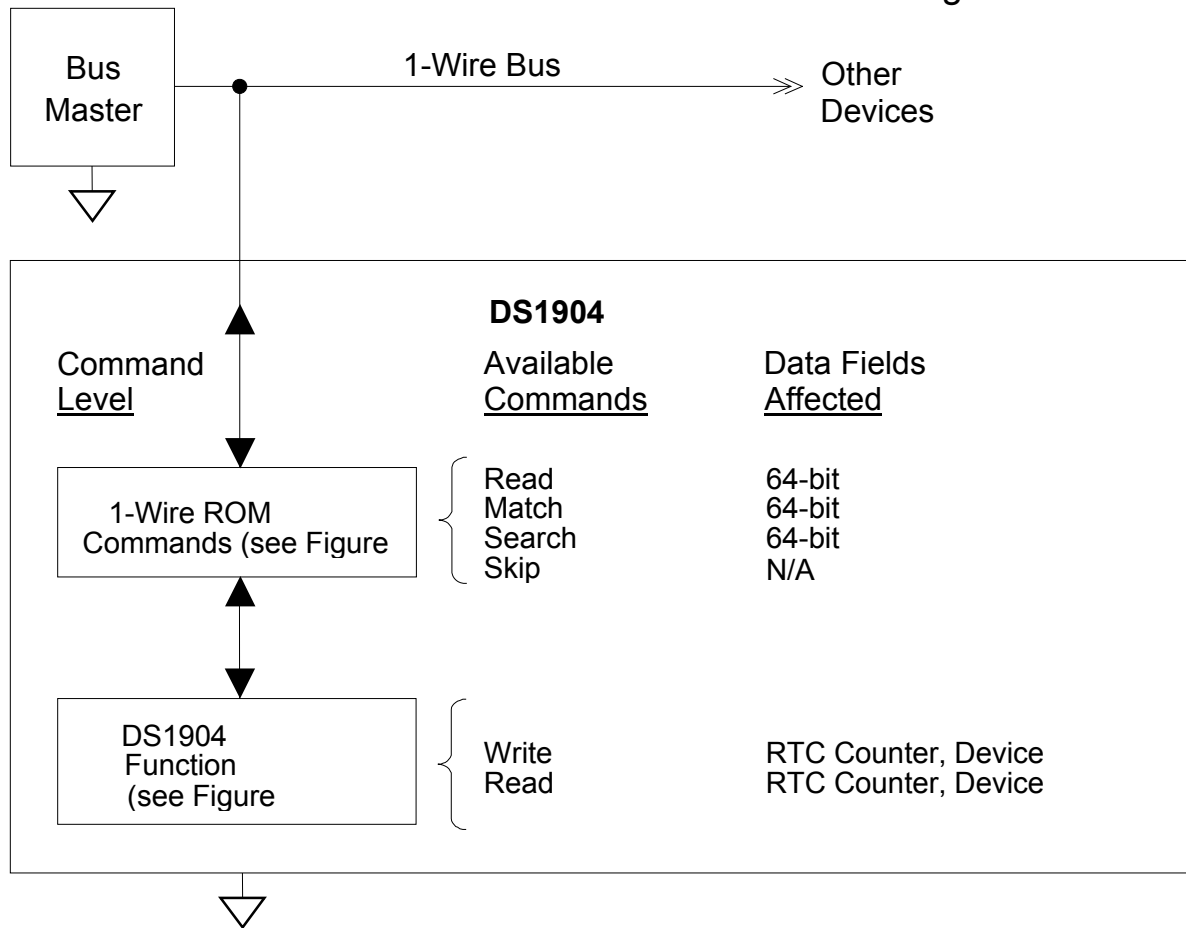 Bus
Master
1-Wire Bus
Other
Devices
DS1904
Command
Level
Available
Commands
Data Fields
Affected
1-Wire ROM
Commands (see Figure
Read
Match
Search
Skip
64-bit
64-bit
64-bit
N/A
DS1904
Function
(see Figure
Write
Read
RTC Counter, Device
RTC Counter, Device